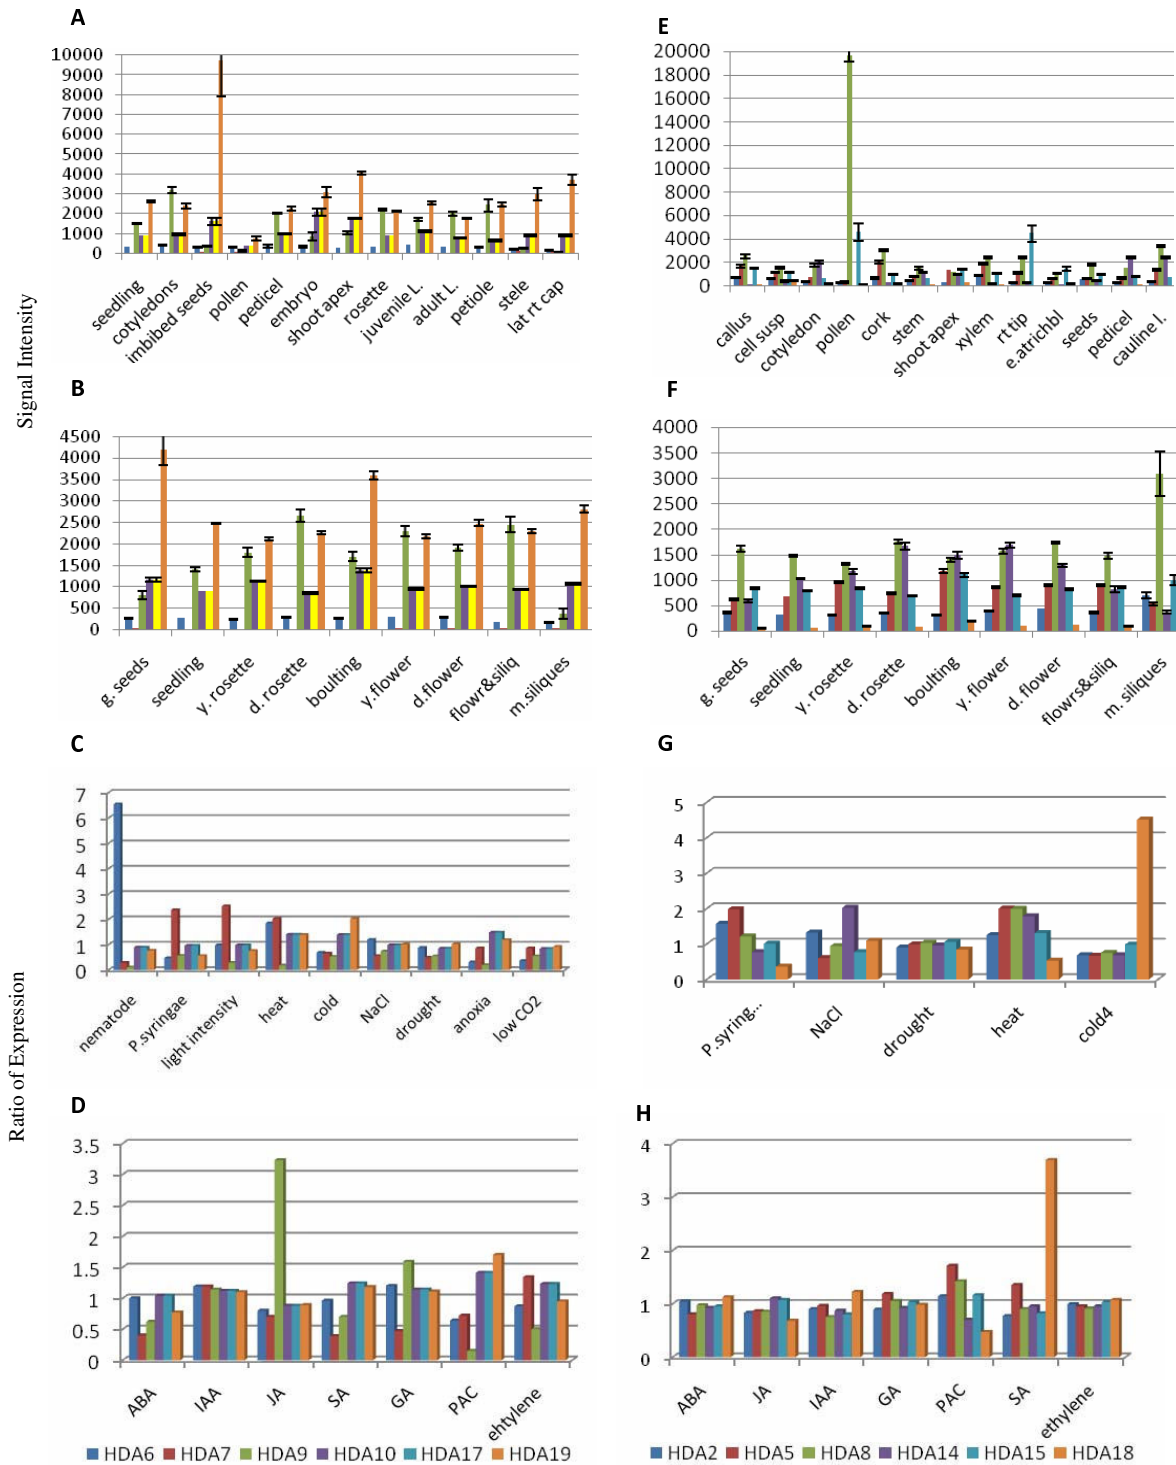 A
10000
9000
8000
7000
6000
5000
4000
3000
2000
1000
0
seedling
cotyledons
imbibed seeds
pollen
pedicel
embryo
shoot apex
rosette
juvenile L.
adult L.
petiole
stele
lat rt cap
E
20000
18000
16000
14000
12000
10000
8000
6000
4000
2000
0
callus
cell susp
cotyledon
pollen
cork
stem
shoot apex
xylem
rt tip
e.atrichbl
seeds
pedicel
cauline l.
Signal Intensity
B
4500
4000
3500
3000
2500
2000
1500
1000
500
0
g. seeds
seedling
y. rosette
d. rosette
boulting
y.flower
d.flower
flowr&siliq
m.siliques
F
4000
3500
3000
2500
2000
1500
1000
500
0
g. seeds
seedling
y. rosette
d. rosette
boulting
y. flower
d. flower
flowrs&siliq
m. siliques
C
7
6
5
4
3
2
1
0
nematode
P.syringae
light intensity
heat
cold
NaCl
drought
anoxia
low CO2
G
5
4
3
2
1
0
P.syring...
NaCl
drought
heat
cold4
Ratio of Expression
D
3.5
3
2.5
2
1.5
1
0.5
0
ABA
IAA
JA
SA
GA
PAC
ehtylene
HDA6 HDA7 HDA9 HDA10 HDA17 HDA19
H
4
3
2
1
0
ABA
JA
IAA
GA
PAC
SA
ethylene
HDA2 HDA5 HDA8 HDA14 HDA15 HDA18